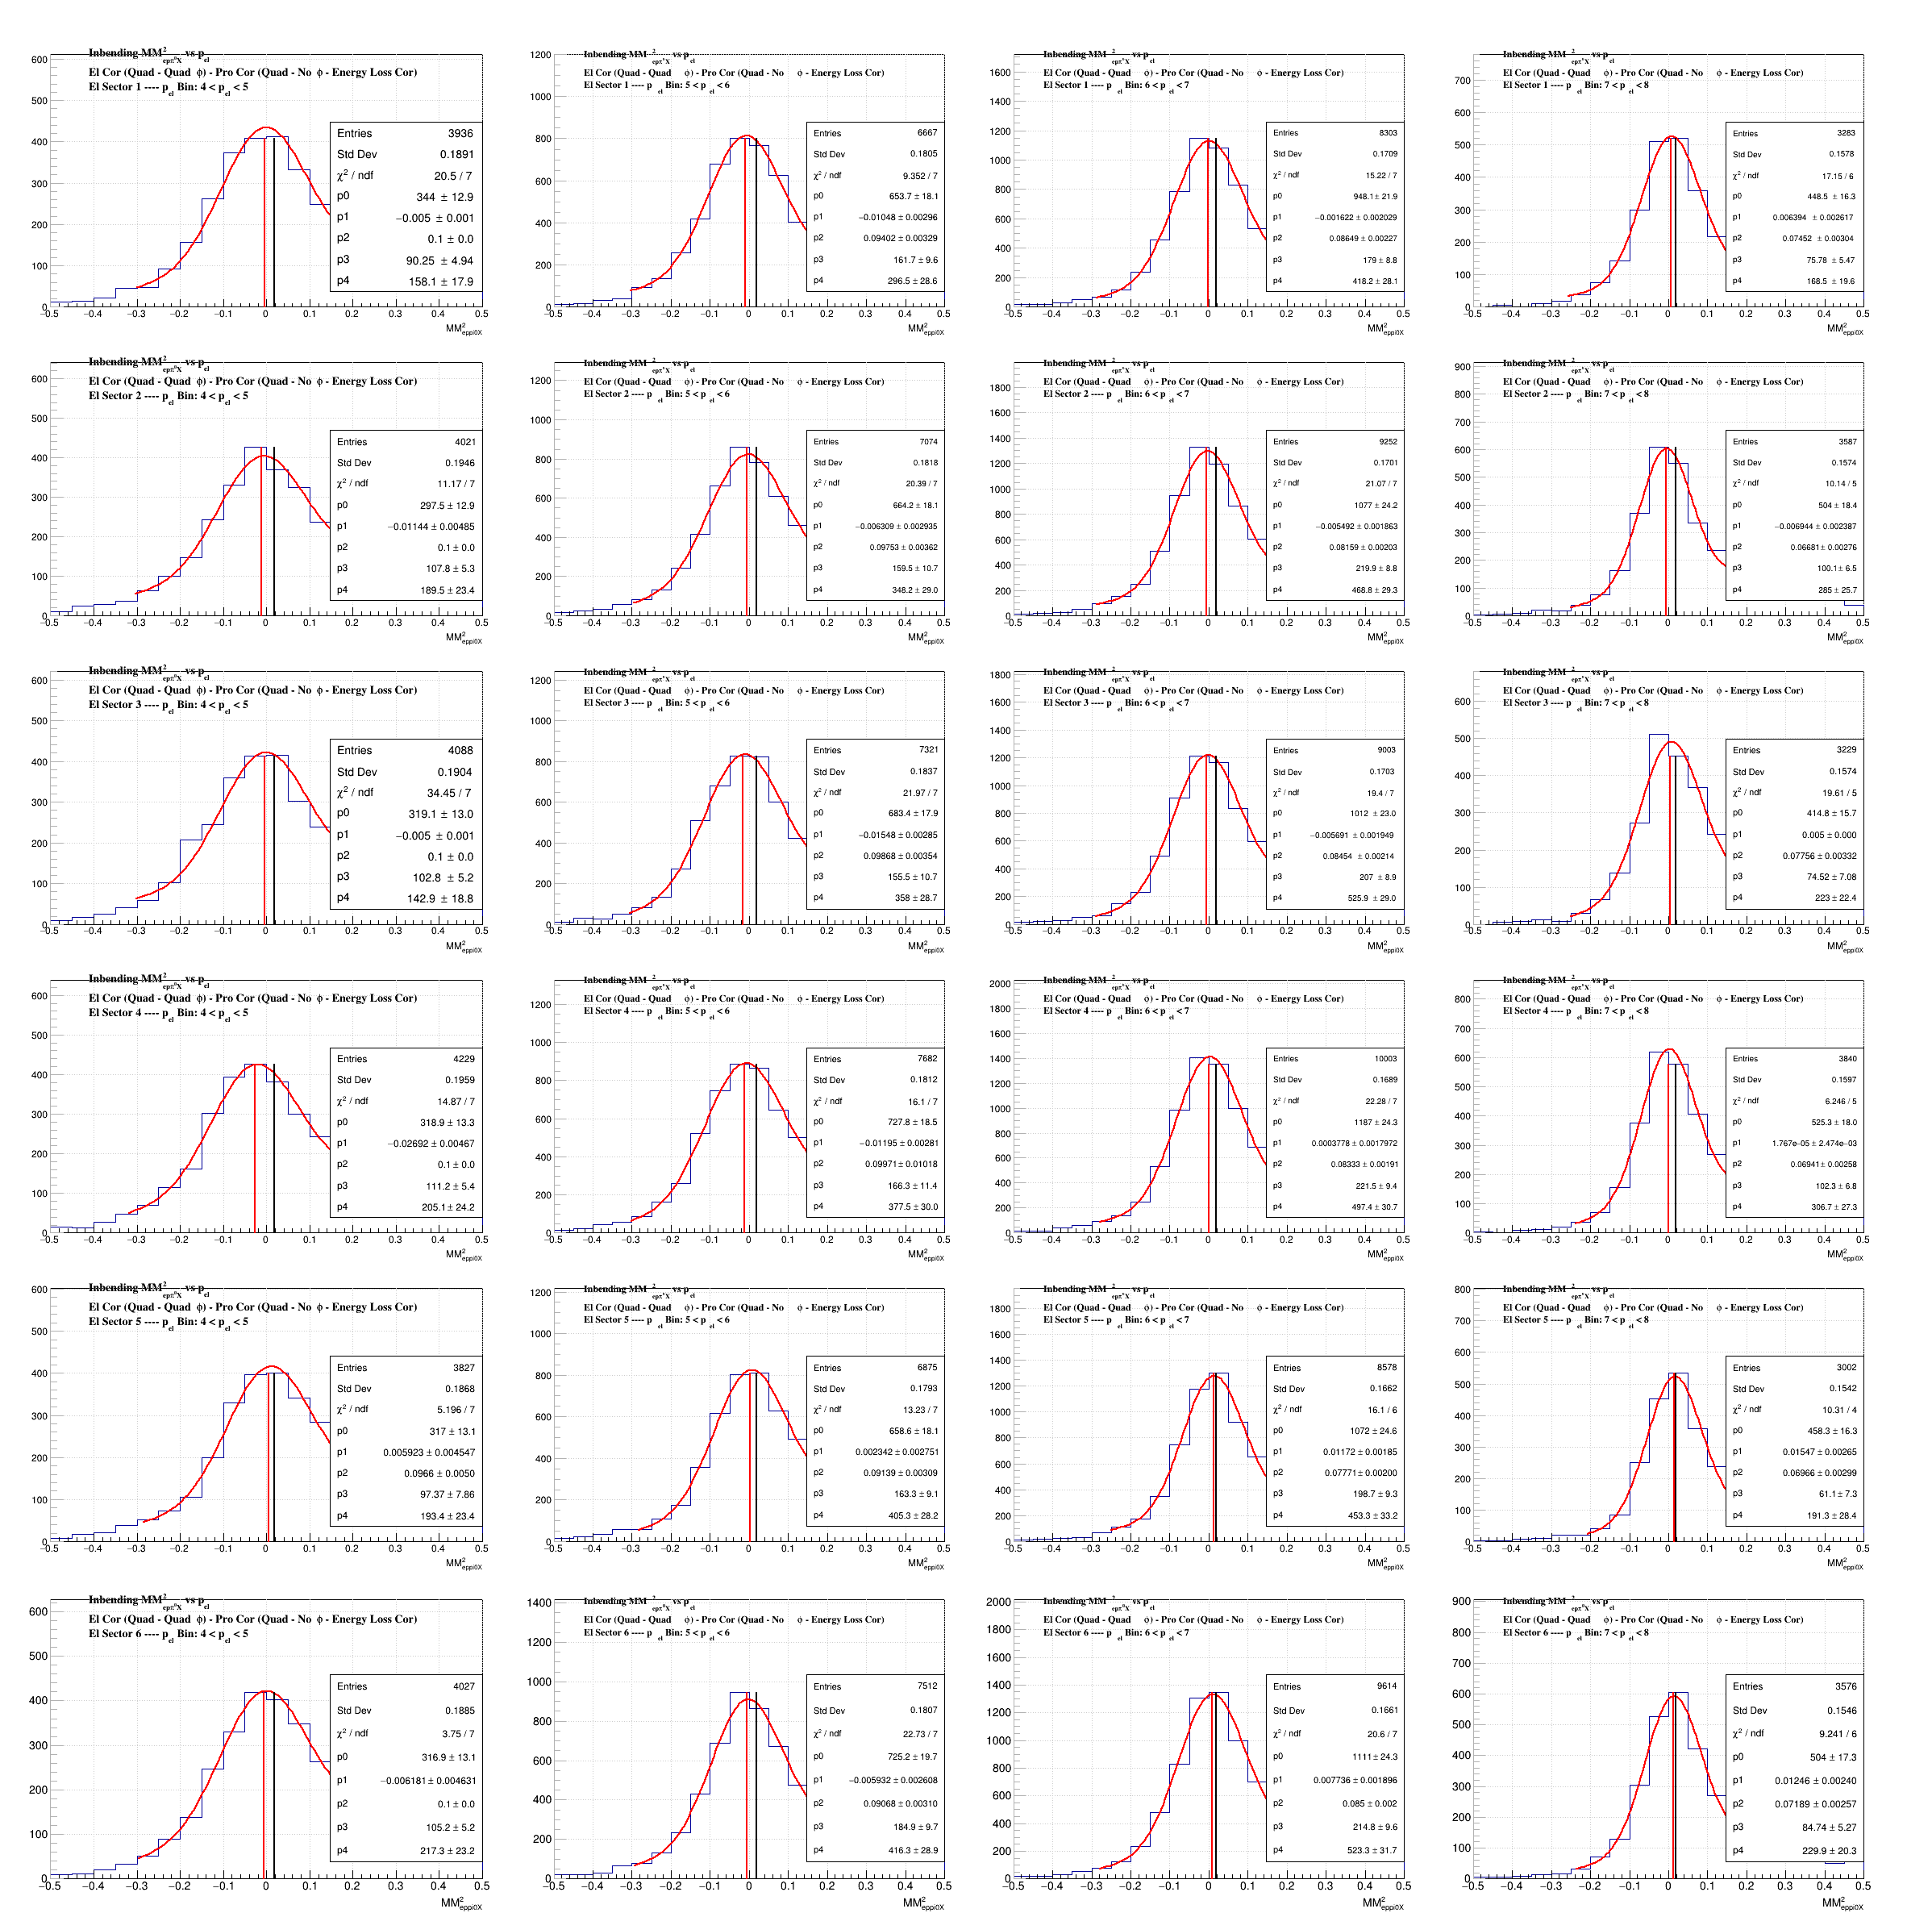 Inbending MM²epπ⁰X vs pel
El Cor (Quad - Quad ϕ) - Pro Cor (Quad - No ϕ - Energy Loss Cor)
El Sector 1 ---- pel Bin: 4 < pel < 5
Entries 3936
Std Dev 0.1891
χ² / ndf 20.5 / 7
p0 344 ± 12.9
p1 −0.005 ± 0.001
p2 0.1 ± 0.0
p3 90.25 ± 4.94
p4 158.1 ± 17.9
MM²eppi0X
Inbending MM²epπ⁰X vs pel
El Cor (Quad - Quad ϕ) - Pro Cor (Quad - No ϕ - Energy Loss Cor)
El Sector 1 ---- pel Bin: 5 < pel < 6
Entries 6667
Std Dev 0.1805
χ² / ndf 9.352 / 7
p0 653.7 ± 18.1
p1 −0.01048 ± 0.00296
p2 0.09402 ± 0.00329
p3 161.7 ± 9.6
p4 296.5 ± 28.6
MM²eppi0X
Inbending MM²epπ⁰X vs pel
El Cor (Quad - Quad ϕ) - Pro Cor (Quad - No ϕ - Energy Loss Cor)
El Sector 1 ---- pel Bin: 6 < pel < 7
Entries 8303
Std Dev 0.1709
χ² / ndf 15.22 / 7
p0 948.1 ± 21.9
p1 −0.001622 ± 0.002029
p2 0.08649 ± 0.00227
p3 179 ± 8.8
p4 418.2 ± 28.1
MM²eppi0X
Inbending MM²epπ⁰X vs pel
El Cor (Quad - Quad ϕ) - Pro Cor (Quad - No ϕ - Energy Loss Cor)
El Sector 1 ---- pel Bin: 7 < pel < 8
Entries 3283
Std Dev 0.1578
χ² / ndf 17.15 / 6
p0 448.5 ± 16.3
p1 0.006394 ± 0.002617
p2 0.07452 ± 0.00304
p3 75.78 ± 5.47
p4 168.5 ± 19.6
MM²eppi0X
Inbending MM²epπ⁰X vs pel
El Cor (Quad - Quad ϕ) - Pro Cor (Quad - No ϕ - Energy Loss Cor)
El Sector 2 ---- pel Bin: 4 < pel < 5
Entries 4021
Std Dev 0.1946
χ² / ndf 11.17 / 7
p0 297.5 ± 12.9
p1 −0.01144 ± 0.00485
p2 0.1 ± 0.0
p3 107.8 ± 5.3
p4 189.5 ± 23.4
MM²eppi0X
Inbending MM²epπ⁰X vs pel
El Cor (Quad - Quad ϕ) - Pro Cor (Quad - No ϕ - Energy Loss Cor)
El Sector 2 ---- pel Bin: 5 < pel < 6
Entries 7074
Std Dev 0.1818
χ² / ndf 20.39 / 7
p0 664.2 ± 18.1
p1 −0.006309 ± 0.002935
p2 0.09753 ± 0.00362
p3 159.5 ± 10.7
p4 348.2 ± 29.0
MM²eppi0X
Inbending MM²epπ⁰X vs pel
El Cor (Quad - Quad ϕ) - Pro Cor (Quad - No ϕ - Energy Loss Cor)
El Sector 2 ---- pel Bin: 6 < pel < 7
Entries 9252
Std Dev 0.1701
χ² / ndf 21.07 / 7
p0 1077 ± 24.2
p1 −0.005492 ± 0.001863
p2 0.08159 ± 0.00203
p3 219.9 ± 8.8
p4 468.8 ± 29.3
MM²eppi0X
Inbending MM²epπ⁰X vs pel
El Cor (Quad - Quad ϕ) - Pro Cor (Quad - No ϕ - Energy Loss Cor)
El Sector 2 ---- pel Bin: 7 < pel < 8
Entries 3587
Std Dev 0.1574
χ² / ndf 10.14 / 5
p0 504 ± 18.4
p1 −0.006944 ± 0.002387
p2 0.06681 ± 0.00276
p3 100.1 ± 6.5
p4 285 ± 25.7
MM²eppi0X
Inbending MM²epπ⁰X vs pel
El Cor (Quad - Quad ϕ) - Pro Cor (Quad - No ϕ - Energy Loss Cor)
El Sector 3 ---- pel Bin: 4 < pel < 5
Entries 4088
Std Dev 0.1904
χ² / ndf 34.45 / 7
p0 319.1 ± 13.0
p1 −0.005 ± 0.001
p2 0.1 ± 0.0
p3 102.8 ± 5.2
p4 142.9 ± 18.8
MM²eppi0X
Inbending MM²epπ⁰X vs pel
El Cor (Quad - Quad ϕ) - Pro Cor (Quad - No ϕ - Energy Loss Cor)
El Sector 3 ---- pel Bin: 5 < pel < 6
Entries 7321
Std Dev 0.1837
χ² / ndf 21.97 / 7
p0 683.4 ± 17.9
p1 −0.01548 ± 0.00285
p2 0.09868 ± 0.00354
p3 155.5 ± 10.7
p4 358 ± 28.7
MM²eppi0X
Inbending MM²epπ⁰X vs pel
El Cor (Quad - Quad ϕ) - Pro Cor (Quad - No ϕ - Energy Loss Cor)
El Sector 3 ---- pel Bin: 6 < pel < 7
Entries 9003
Std Dev 0.1703
χ² / ndf 19.4 / 7
p0 1012 ± 23.0
p1 −0.005691 ± 0.001949
p2 0.08454 ± 0.00214
p3 207 ± 8.9
p4 525.9 ± 29.0
MM²eppi0X
Inbending MM²epπ⁰X vs pel
El Cor (Quad - Quad ϕ) - Pro Cor (Quad - No ϕ - Energy Loss Cor)
El Sector 3 ---- pel Bin: 7 < pel < 8
Entries 3229
Std Dev 0.1574
χ² / ndf 19.61 / 5
p0 414.8 ± 15.7
p1 0.005 ± 0.000
p2 0.07756 ± 0.00332
p3 74.52 ± 7.08
p4 223 ± 22.4
MM²eppi0X
Inbending MM²epπ⁰X vs pel
El Cor (Quad - Quad ϕ) - Pro Cor (Quad - No ϕ - Energy Loss Cor)
El Sector 4 ---- pel Bin: 4 < pel < 5
Entries 4229
Std Dev 0.1959
χ² / ndf 14.87 / 7
p0 318.9 ± 13.3
p1 −0.02692 ± 0.00467
p2 0.1 ± 0.0
p3 111.2 ± 5.4
p4 205.1 ± 24.2
MM²eppi0X
Inbending MM²epπ⁰X vs pel
El Cor (Quad - Quad ϕ) - Pro Cor (Quad - No ϕ - Energy Loss Cor)
El Sector 4 ---- pel Bin: 5 < pel < 6
Entries 7682
Std Dev 0.1812
χ² / ndf 16.1 / 7
p0 727.8 ± 18.5
p1 −0.01195 ± 0.00281
p2 0.09971 ± 0.01018
p3 166.3 ± 11.4
p4 377.5 ± 30.0
MM²eppi0X
Inbending MM²epπ⁰X vs pel
El Cor (Quad - Quad ϕ) - Pro Cor (Quad - No ϕ - Energy Loss Cor)
El Sector 4 ---- pel Bin: 6 < pel < 7
Entries 10003
Std Dev 0.1689
χ² / ndf 22.28 / 7
p0 1187 ± 24.3
p1 0.0003778 ± 0.0017972
p2 0.08333 ± 0.00191
p3 221.5 ± 9.4
p4 497.4 ± 30.7
MM²eppi0X
Inbending MM²epπ⁰X vs pel
El Cor (Quad - Quad ϕ) - Pro Cor (Quad - No ϕ - Energy Loss Cor)
El Sector 4 ---- pel Bin: 7 < pel < 8
Entries 3840
Std Dev 0.1597
χ² / ndf 6.246 / 5
p0 525.3 ± 18.0
p1 1.767e−05 ± 2.474e−03
p2 0.06941 ± 0.00258
p3 102.3 ± 6.8
p4 306.7 ± 27.3
MM²eppi0X
Inbending MM²epπ⁰X vs pel
El Cor (Quad - Quad ϕ) - Pro Cor (Quad - No ϕ - Energy Loss Cor)
El Sector 5 ---- pel Bin: 4 < pel < 5
Entries 3827
Std Dev 0.1868
χ² / ndf 5.196 / 7
p0 317 ± 13.1
p1 0.005923 ± 0.004547
p2 0.0966 ± 0.0050
p3 97.37 ± 7.86
p4 193.4 ± 23.4
MM²eppi0X
Inbending MM²epπ⁰X vs pel
El Cor (Quad - Quad ϕ) - Pro Cor (Quad - No ϕ - Energy Loss Cor)
El Sector 5 ---- pel Bin: 5 < pel < 6
Entries 6875
Std Dev 0.1793
χ² / ndf 13.23 / 7
p0 658.6 ± 18.1
p1 0.002342 ± 0.002751
p2 0.09139 ± 0.00309
p3 163.3 ± 9.1
p4 405.3 ± 28.2
MM²eppi0X
Inbending MM²epπ⁰X vs pel
El Cor (Quad - Quad ϕ) - Pro Cor (Quad - No ϕ - Energy Loss Cor)
El Sector 5 ---- pel Bin: 6 < pel < 7
Entries 8578
Std Dev 0.1662
χ² / ndf 16.1 / 6
p0 1072 ± 24.6
p1 0.01172 ± 0.00185
p2 0.07771 ± 0.00200
p3 198.7 ± 9.3
p4 453.3 ± 33.2
MM²eppi0X
Inbending MM²epπ⁰X vs pel
El Cor (Quad - Quad ϕ) - Pro Cor (Quad - No ϕ - Energy Loss Cor)
El Sector 5 ---- pel Bin: 7 < pel < 8
Entries 3002
Std Dev 0.1542
χ² / ndf 10.31 / 4
p0 458.3 ± 16.3
p1 0.01547 ± 0.00265
p2 0.06966 ± 0.00299
p3 61.1 ± 7.3
p4 191.3 ± 28.4
MM²eppi0X
Inbending MM²epπ⁰X vs pel
El Cor (Quad - Quad ϕ) - Pro Cor (Quad - No ϕ - Energy Loss Cor)
El Sector 6 ---- pel Bin: 4 < pel < 5
Entries 4027
Std Dev 0.1885
χ² / ndf 3.75 / 7
p0 316.9 ± 13.1
p1 −0.006181 ± 0.004631
p2 0.1 ± 0.0
p3 105.2 ± 5.2
p4 217.3 ± 23.2
MM²eppi0X
Inbending MM²epπ⁰X vs pel
El Cor (Quad - Quad ϕ) - Pro Cor (Quad - No ϕ - Energy Loss Cor)
El Sector 6 ---- pel Bin: 5 < pel < 6
Entries 7512
Std Dev 0.1807
χ² / ndf 22.73 / 7
p0 725.2 ± 19.7
p1 −0.005932 ± 0.002608
p2 0.09068 ± 0.00310
p3 184.9 ± 9.7
p4 416.3 ± 28.9
MM²eppi0X
Inbending MM²epπ⁰X vs pel
El Cor (Quad - Quad ϕ) - Pro Cor (Quad - No ϕ - Energy Loss Cor)
El Sector 6 ---- pel Bin: 6 < pel < 7
Entries 9614
Std Dev 0.1661
χ² / ndf 20.6 / 7
p0 1111 ± 24.3
p1 0.007736 ± 0.001896
p2 0.085 ± 0.002
p3 214.8 ± 9.6
p4 523.3 ± 31.7
MM²eppi0X
Inbending MM²epπ⁰X vs pel
El Cor (Quad - Quad ϕ) - Pro Cor (Quad - No ϕ - Energy Loss Cor)
El Sector 6 ---- pel Bin: 7 < pel < 8
Entries 3576
Std Dev 0.1546
χ² / ndf 9.241 / 6
p0 504 ± 17.3
p1 0.01246 ± 0.00240
p2 0.07189 ± 0.00257
p3 84.74 ± 5.27
p4 229.9 ± 20.3
MM²eppi0X